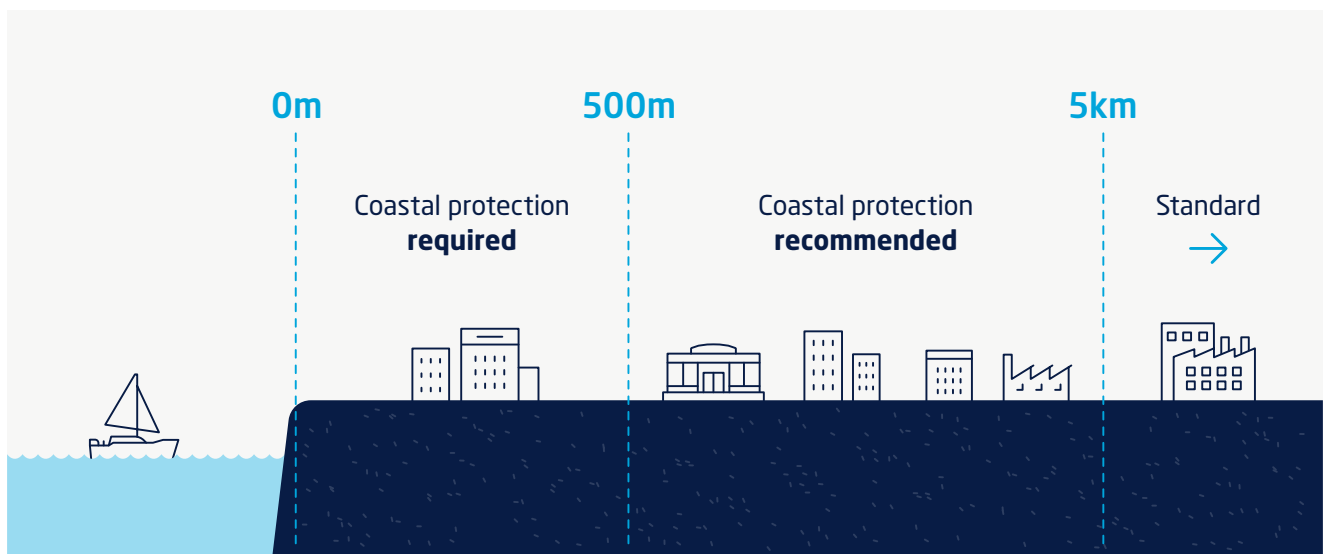 0m
500m
5km
Coastal protection
required
Coastal protection
recommended
Standard